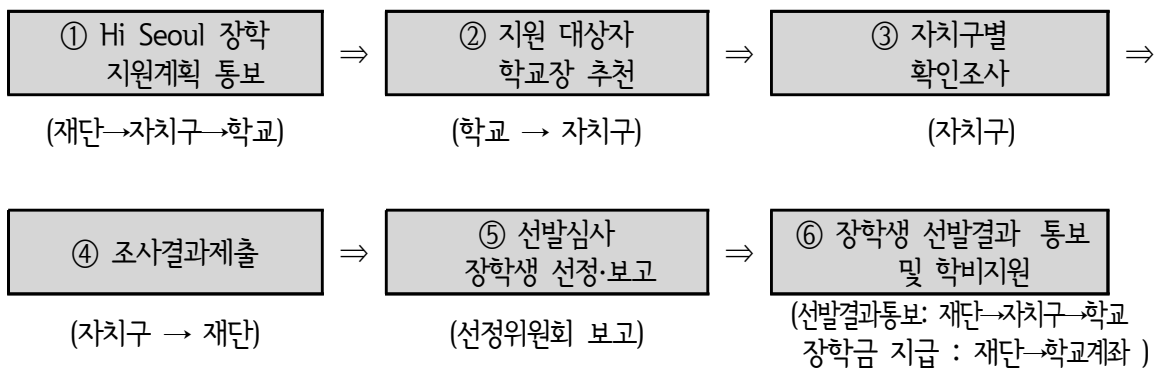 ① Hi Seoul 장학
지원계획 통보
⇒
② 지원 대상자
학교장 추천
⇒
③ 자치구별
확인조사
⇒
(재단→자치구→학교)
(학교 → 자치구)
(자치구)
④ 조사결과제출
⇒
⑤ 선발심사
장학생 선정·보고
⇒
⑥ 장학생 선발결과 통보
및 학비지원
(자치구 → 재단)
(선정위원회 보고)
(선발결과통보: 재단→자치구→학교
장학금 지급 : 재단→학교계좌 )